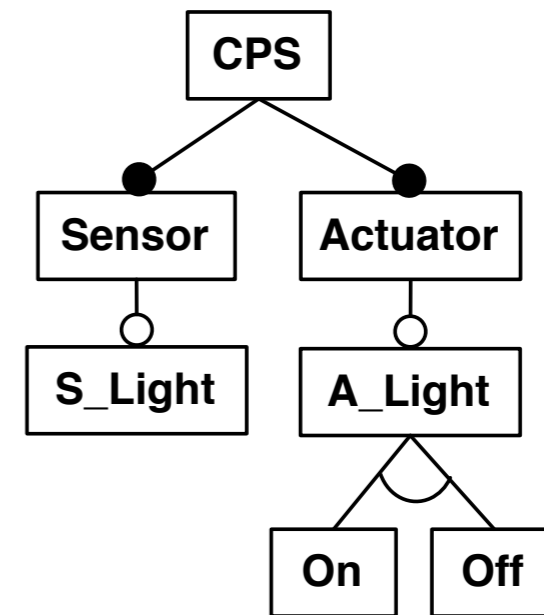 CPS
Sensor
Actuator
S_Light
A_Light
On
Off